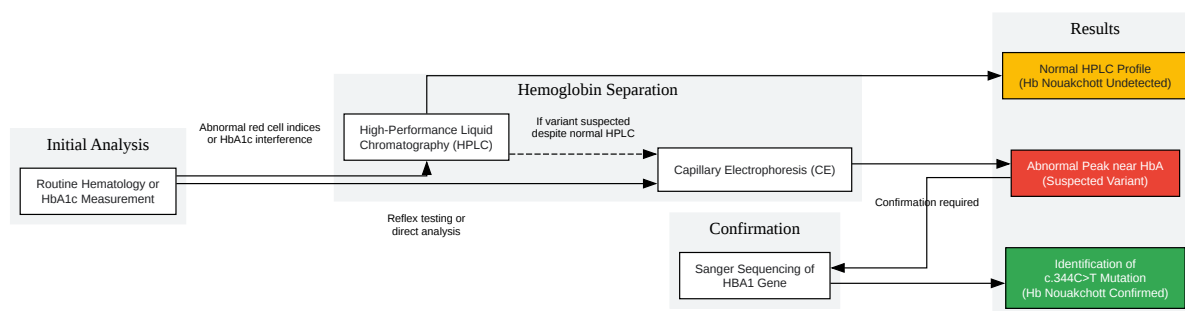 Results
Normal HPLC Profile
(Hb Nouakchott Undetected)
Hemoglobin Separation
High-Performance Liquid
Chromatography (HPLC)
If variant suspected
despite normal HPLC
Abnormal red cell indices
or HbA1c interference
Initial Analysis
Routine Hematology or
HbA1c Measurement
Capillary Electrophoresis (CE)
Abnormal Peak near HbA
(Suspected Variant)
Reflex testing or
direct analysis
Confirmation required
Confirmation
Sanger Sequencing of
HBA1 Gene
Identification of
c.344C>T Mutation
(Hb Nouakchott Confirmed)